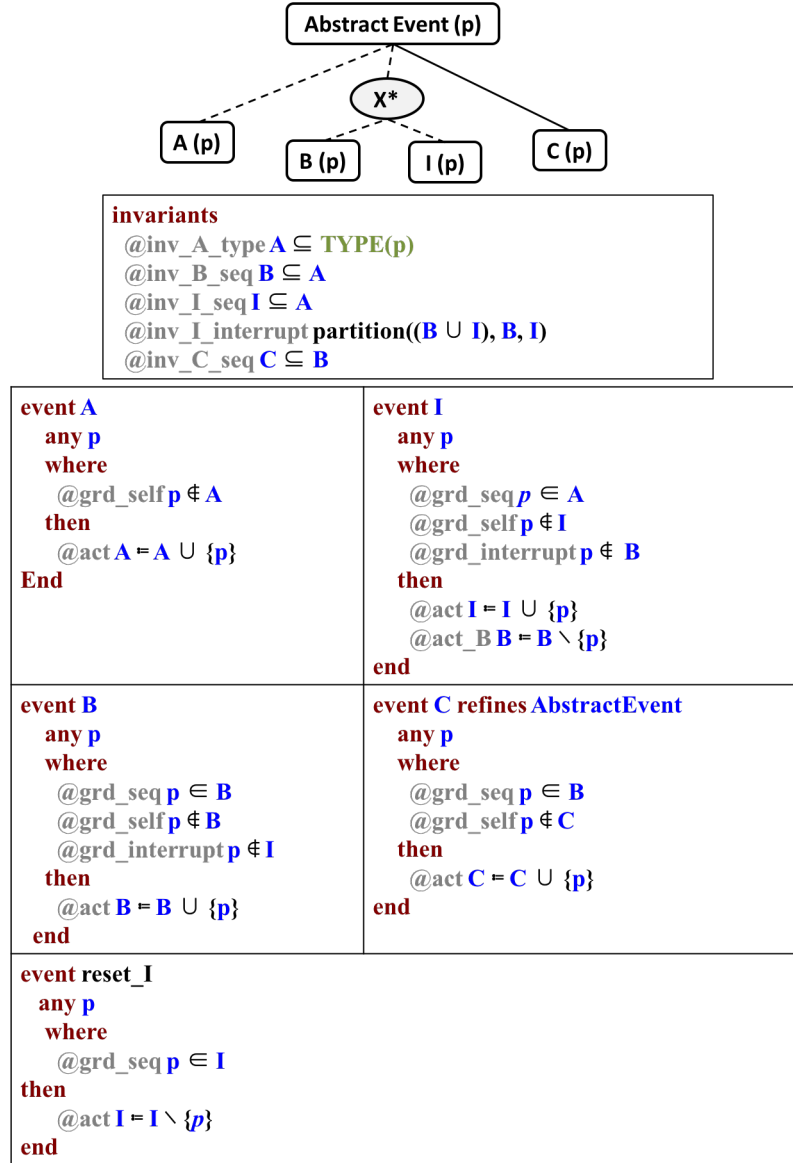 Abstract Event (p)
X*
A (p)
B (p)
I (p)
C (p)
invariants
@inv_A_type A ⊆ TYPE(p)
@inv_B_seq B ⊆ A
@inv_I_seq I ⊆ A
@inv_I_interrupt partition((B ∪ I), B, I)
@inv_C_seq C ⊆ B
event A
any p
where
@grd_self p ∉ A
then
@act A ≔ A ∪ {p}
End
event I
any p
where
@grd_seq p ∈ A
@grd_self p ∉ I
@grd_interrupt p ∉ B
then
@act I ≔ I ∪ {p}
@act_B B ≔ B ∖ {p}
end
event B
any p
where
@grd_seq p ∈ B
@grd_self p ∉ B
@grd_interrupt p ∉ I
then
@act B ≔ B ∪ {p}
end
event C refines AbstractEvent
any p
where
@grd_seq p ∈ B
@grd_self p ∉ C
then
@act C ≔ C ∪ {p}
end
event reset_I
any p
where
@grd_seq p ∈ I
then
@act I ≔ I ∖ {p}
end